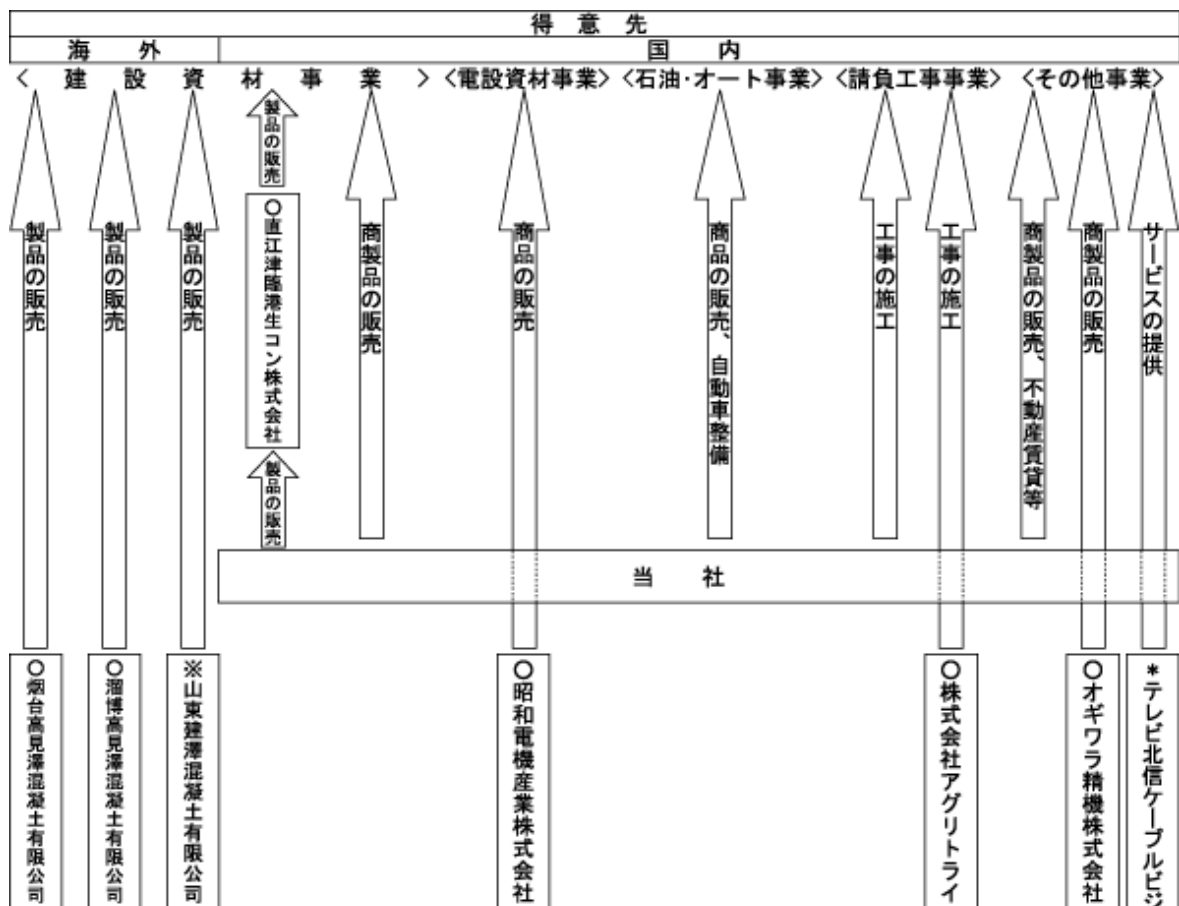 得意先
海外
国内
<建設資材事業>
<電設資材事業>
<石油・オート事業>
<請負工事事業>
<その他事業>
製品の販売
製品の販売
製品の販売
製品の販売
〇直江津臨港生コン株式会社
製品の販売
商製品の販売
商品の販売
商品の販売、自動車整備
工事の施工
工事の施工
商製品の販売、不動産賃貸等
商製品の販売
サービスの提供
当社
〇烟台高見澤混凝土有限公司
〇淄博高見澤混凝土有限公司
※山東建澤混凝土有限公司
〇昭和電機産業株式会社
〇株式会社アグリトライ
〇オギワラ精機株式会社
*テレビ北信ケーブルビジ